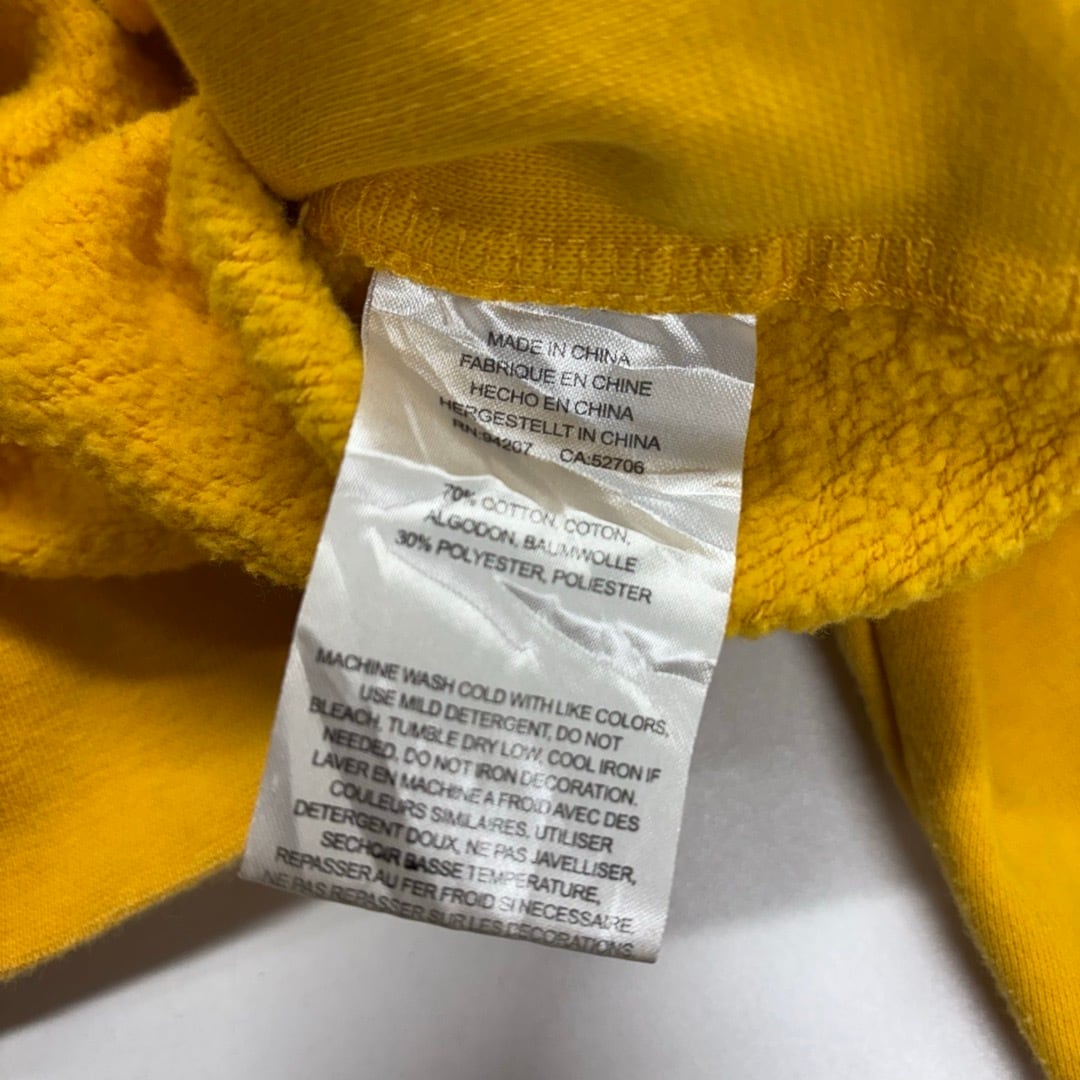 MADE IN CHINA
FABRIQUE EN CHINE
HECHO EN CHINA
HERGESTELLT IN CHINA
RN:94207 CA:52706
70% COTTON, COTON,
ALGODON, BAUMWOLLE
30% POLYESTER, POLIESTER
MACHINE WASH COLD WITH LIKE COLORS,
USE MILD DETERGENT, DO NOT
BLEACH, TUMBLE DRY LOW, COOL IRON IF
NEEDED, DO NOT IRON DECORATION.
LAVER EN MACHINE A FROID AVEC DES
COULEURS SIMILAIRES, UTILISER
DETERGENT DOUX, NE PAS JAVELLISER,
SECHOIR BASSE TEMPERATURE,
REPASSER AU FER FROID SI NECESSAIRE,
NE PAS REPASSER SUR LES DECORATIONS